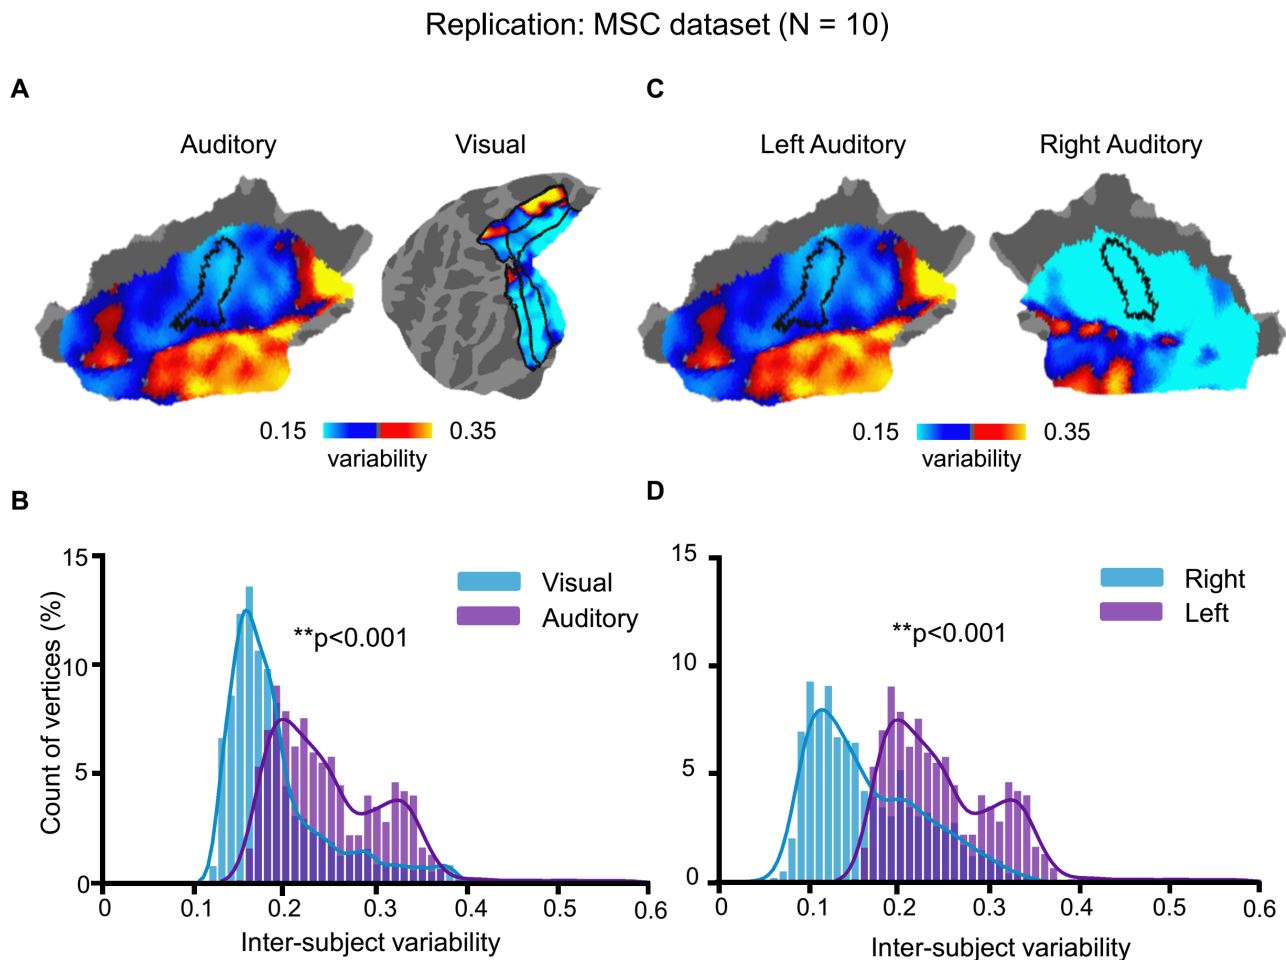 Replication: MSC dataset (N = 10)
A
Auditory
Visual
0.15
0.35
variability
C
Left Auditory
Right Auditory
0.15
0.35
variability
B
Count of vertices (%)
15
10
5
0
Visual
Auditory
**p<0.001
0 0.1 0.2 0.3 0.4 0.5 0.6
Inter-subject variability
D
15
10
5
0
Right
Left
**p<0.001
0 0.1 0.2 0.3 0.4 0.5 0.6
Inter-subject variability